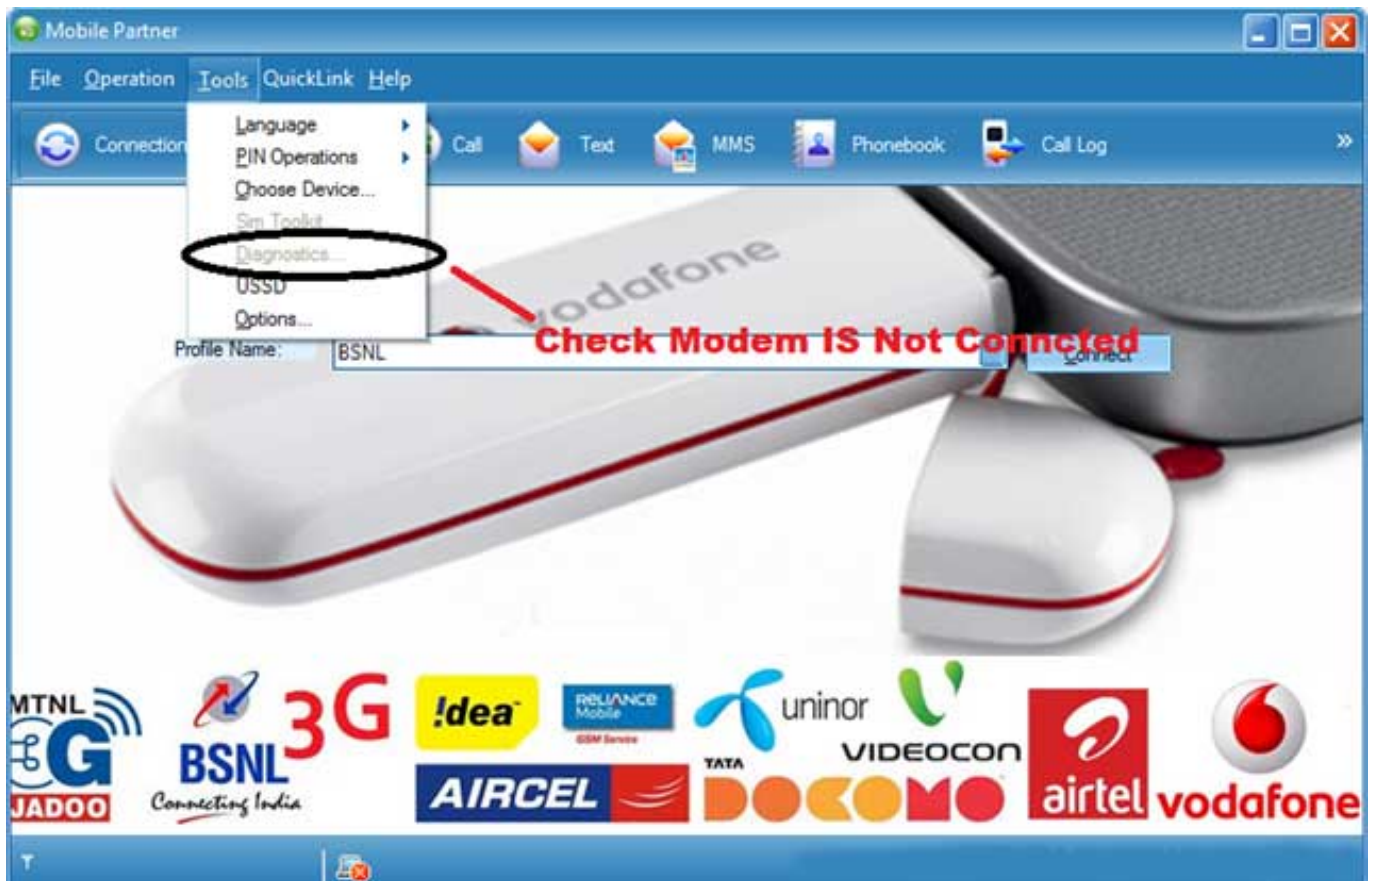 Mobile Partner
File Operation Tools QuickLink Help
Connection Call Text MMS Phonebook Call Log »
Language
PIN Operations
Choose Device...
Sim Toolkit
Diagnostics...
USSD
Options...
vodafone
Check Modem IS Not Conncted
Profile Name: BSNL Connect
MTNL
3G
JADOO
BSNL 3G
Connecting India
!dea
RELIANCE
Mobile
GSM Service
uninor
VIDEOCON
AIRCEL
TATA
DOCOMO
airtel
vodafone